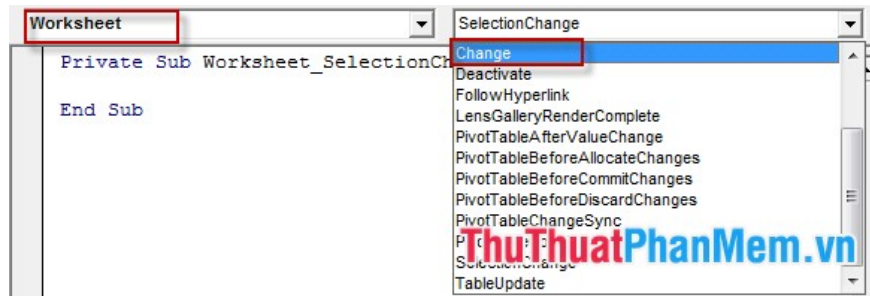 Worksheet
SelectionChange
Private Sub Worksheet_SelectionCh
End Sub
Change
Deactivate
FollowHyperlink
LensGalleryRenderComplete
PivotTableAfterValueChange
PivotTableBeforeAllocateChanges
PivotTableBeforeCommitChanges
PivotTableBeforeDiscardChanges
PivotTableChangeSync
ThuThuatPhanMem.vn
SelectionChange
TableUpdate